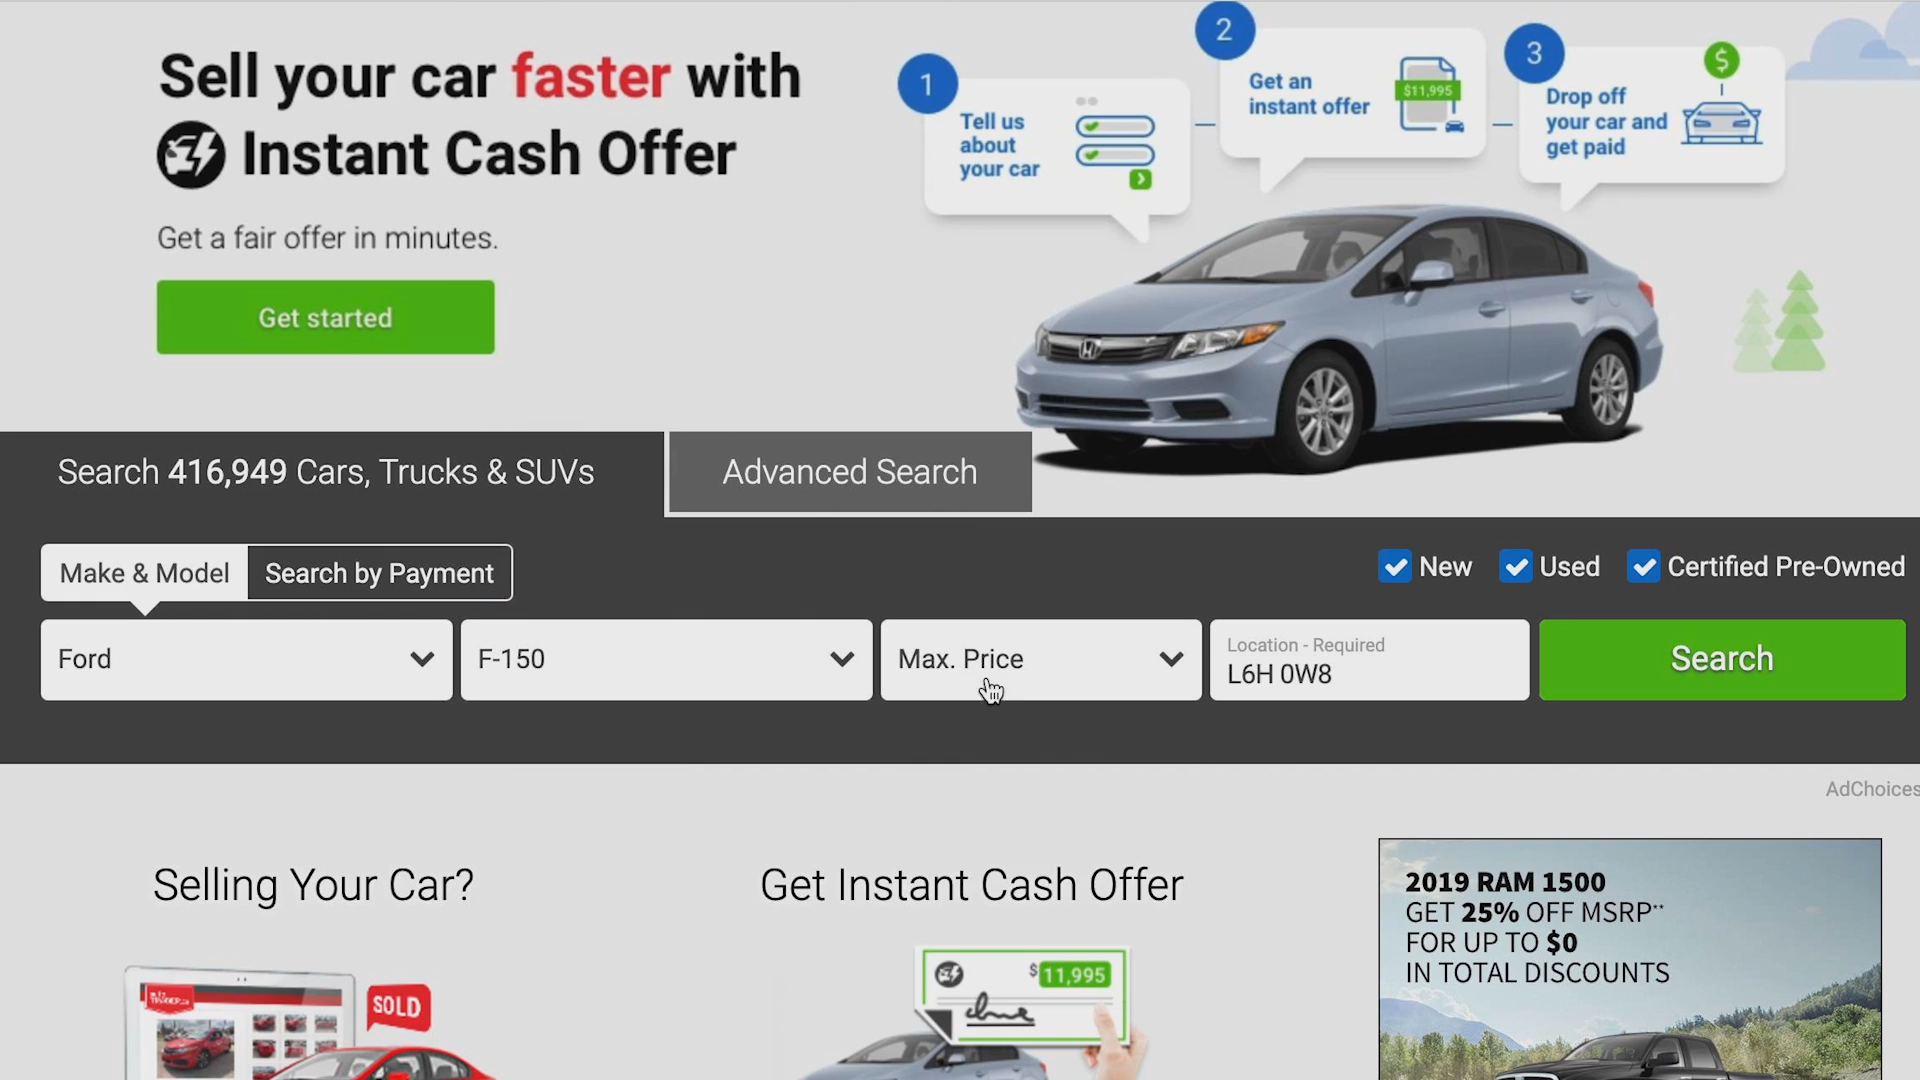 Sell your car faster with
Instant Cash Offer
Get a fair offer in minutes.
Get started
1
Tell us
about
your car
2
Get an
instant offer
$11,995
3
Drop off
your car and
get paid
$
Search 416,949 Cars, Trucks & SUVs
Advanced Search
Make & Model
Search by Payment
New
Used
Certified Pre-Owned
Ford
F-150
Max. Price
Location - Required
L6H 0W8
Search
AdChoices
Selling Your Car?
SOLD
Get Instant Cash Offer
$11,995
2019 RAM 1500
GET 25% OFF MSRP**
FOR UP TO $0
IN TOTAL DISCOUNTS